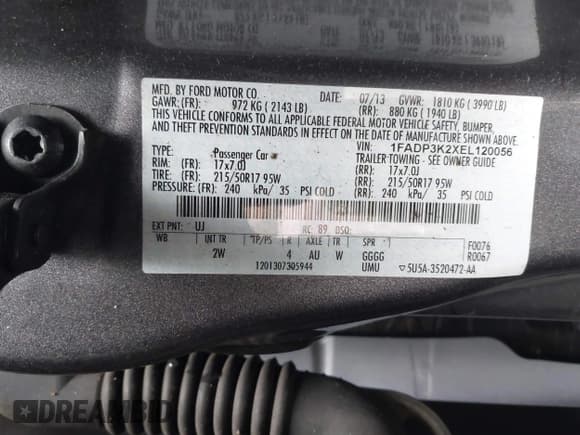 MFD. BY FORD MOTOR CO. DATE: 07/13 GVWR: 1810 KG ( 3990 LB)
GAWR: (FR): 972 KG ( 2143 LB) (RR): 880 KG ( 1940 LB)
THIS VEHICLE CONFORMS TO ALL APPLICABLE FEDERAL MOTOR VEHICLE SAFETY, BUMPER,
AND THEFT PREVENTION STANDARDS IN EFFECT ON THE DATE OF MANUFACTURE SHOWN ABOVE.
VIN: 1FADP3K2XEL120056
TYPE: Passenger Car TRAILER TOWING - SEE OWNER GUIDE
RIM: (FR) 17x7.0J (RR): 17x7.0J
TIRE: (FR): 215/50R17 95W (RR): 215/50R17 95W
PRESSURE: (FR): 240 kPa/ 35 PSI COLD (RR): 240 kPa/ 35 PSI COLD
EXT PNT: UJ RC: 89 DSO:
WB INT TR TP/PS R AXLE TR SPR F0076
2W 4 AU W GGGG R0067
1201307305944 UMU 5U5A-3520472-AA
DREAMBID